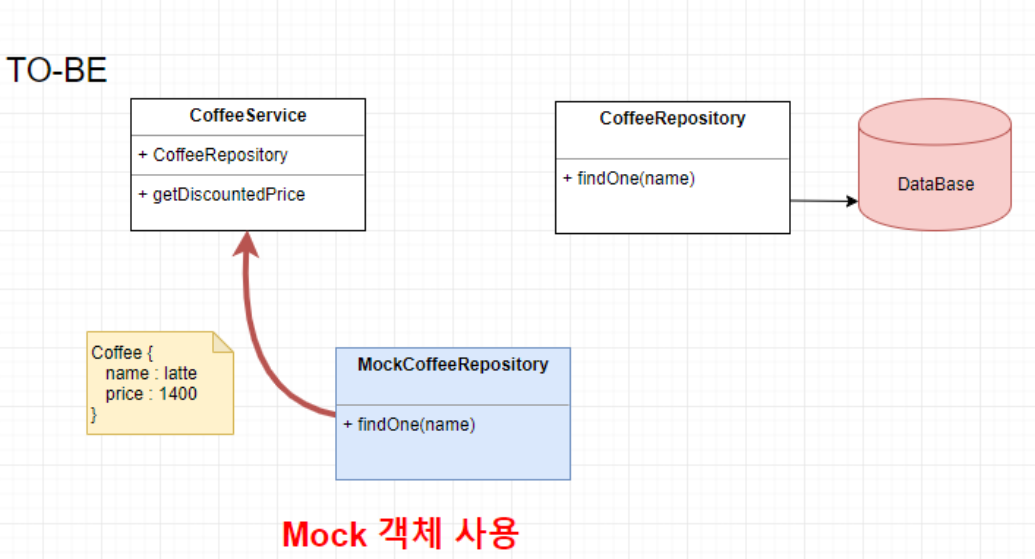 TO-BE
CoffeeService
+ CoffeeRepository
+ getDiscountedPrice
CoffeeRepository
+ findOne(name)
DataBase
Coffee {
name : latte
price : 1400
}
MockCoffeeRepository
+ findOne(name)
Mock 객체 사용